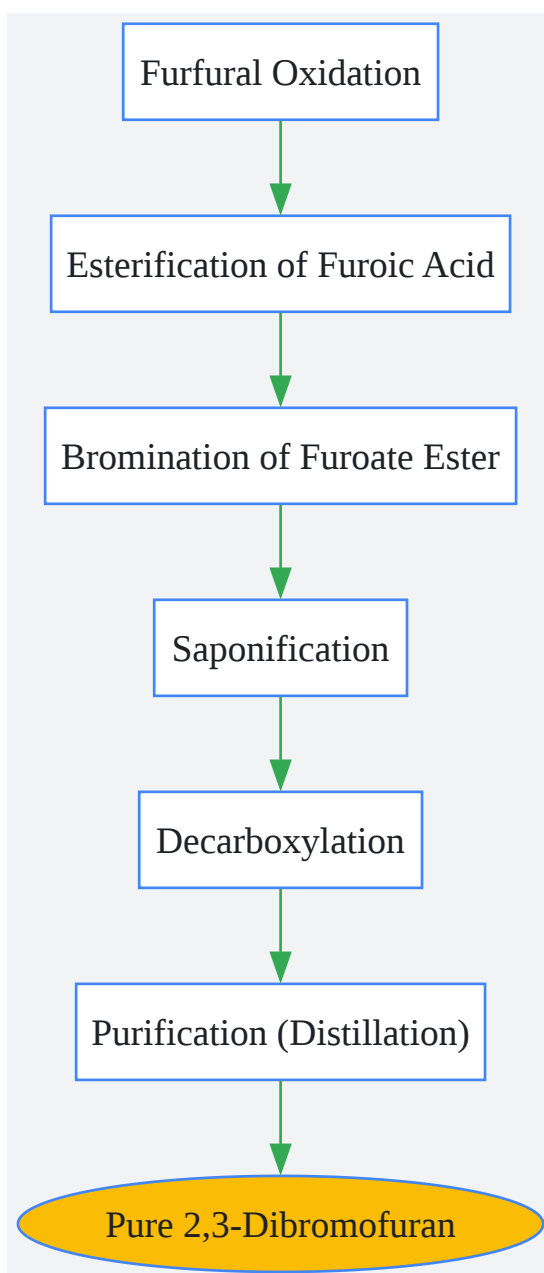 Furfural Oxidation
Esterification of Furoic Acid
Bromination of Furoate Ester
Saponification
Decarboxylation
Purification (Distillation)
Pure 2,3-Dibromofuran